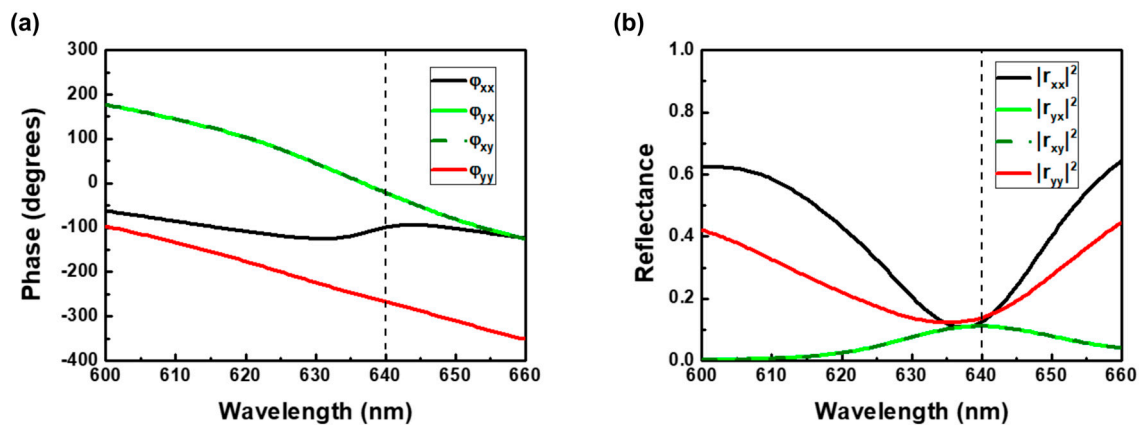 (a)
300
200
100
0
-100
-200
-300
-400
Phase (degrees)
φxx
φyx
φxy
φyy
600 610 620 630 640 650 660
Wavelength (nm)
(b)
1.0
0.8
0.6
0.4
0.2
0.0
Reflectance
|rxx|²
|ryx|²
|rxy|²
|ryy|²
600 610 620 630 640 650 660
Wavelength (nm)